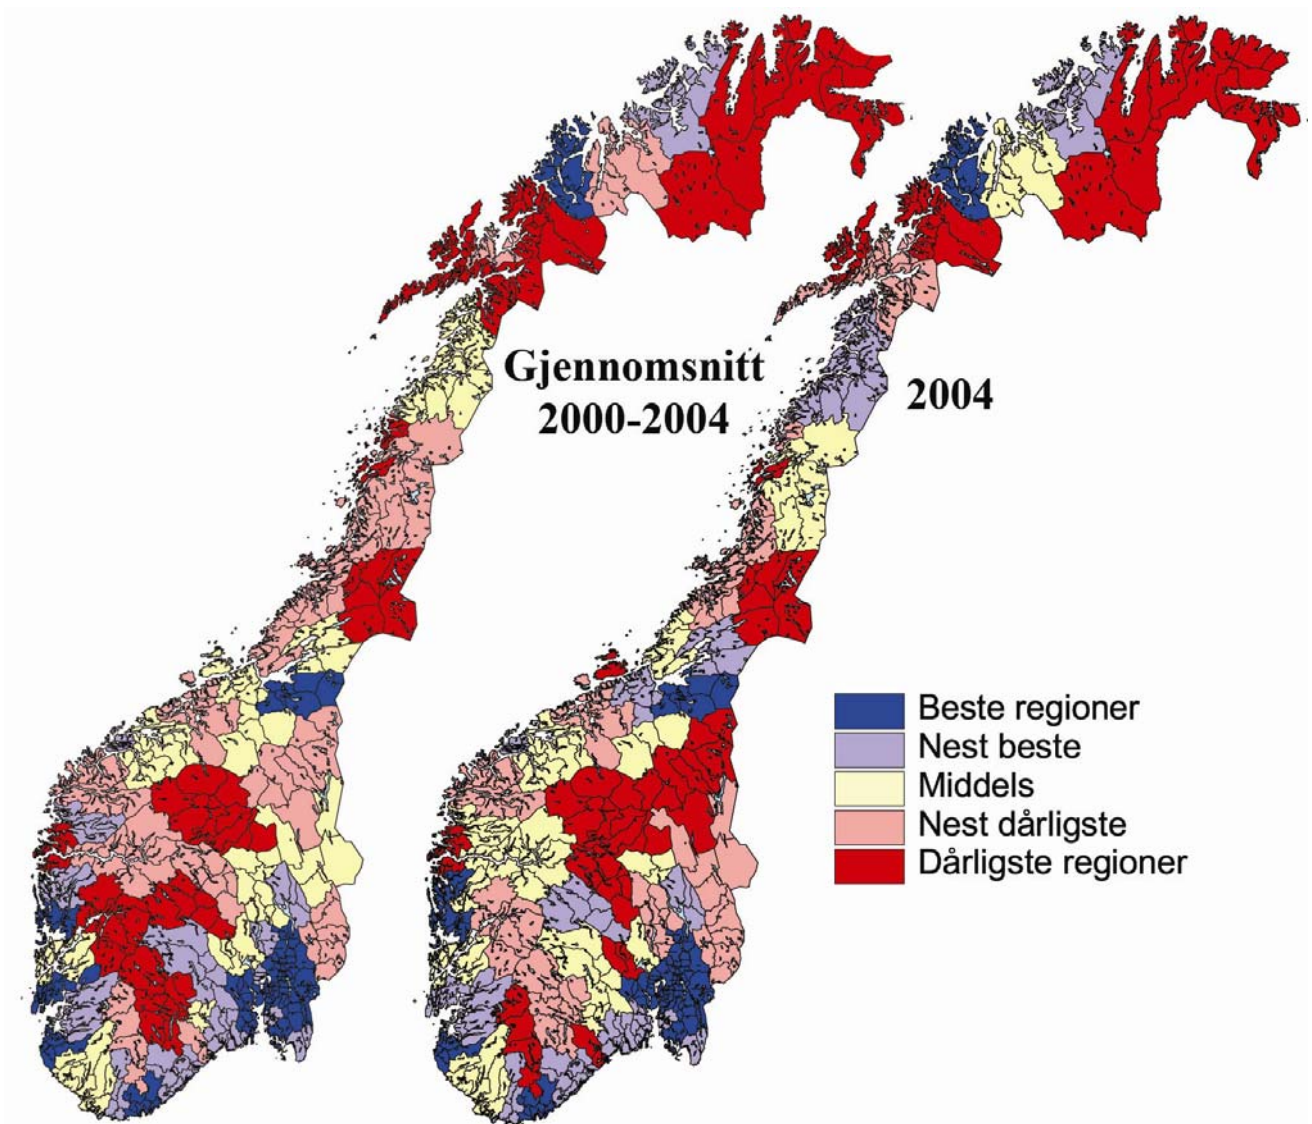 Gjennomsnitt
2000-2004
2004
Beste regioner
Nest beste
Middels
Nest dårligste
Dårligste regioner